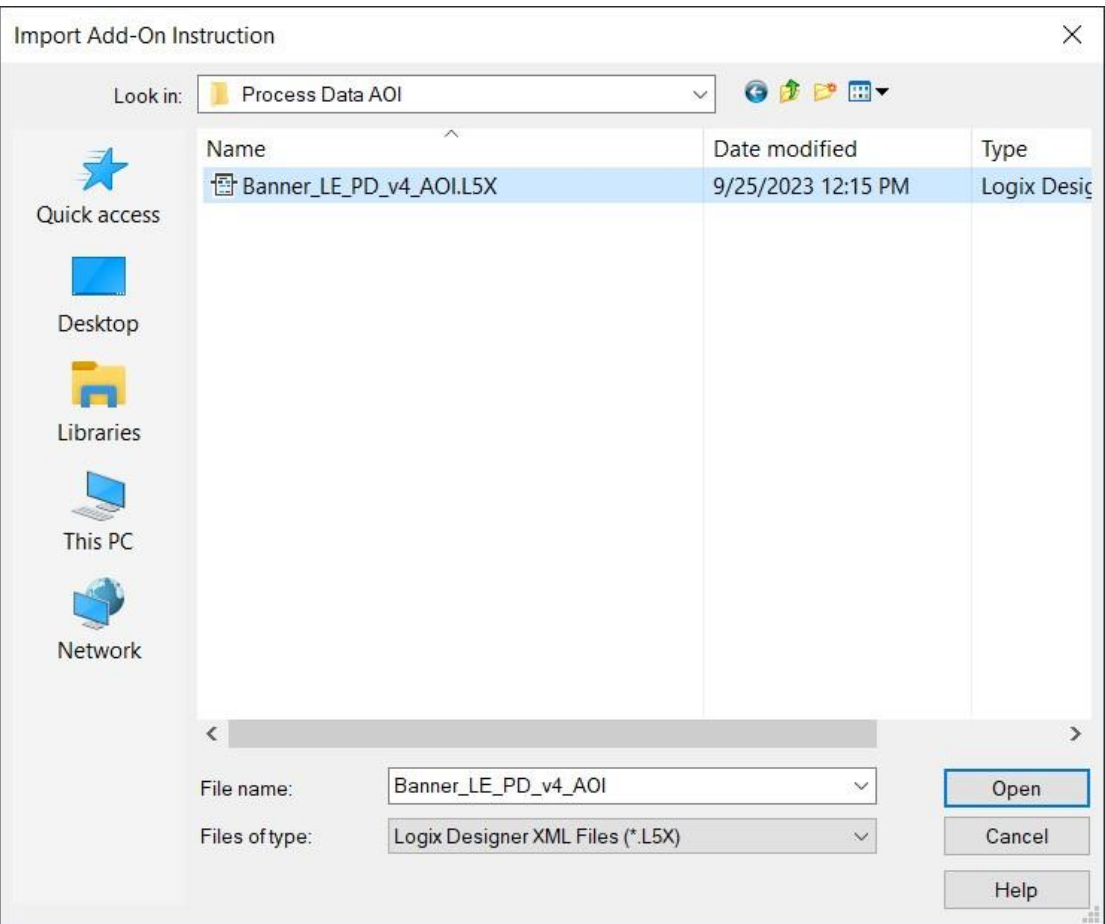 Import Add-On Instruction
Look in: Process Data AOI
Name Date modified Type
Banner_LE_PD_v4_AOI.L5X 9/25/2023 12:15 PM Logix Desig
Quick access
Desktop
Libraries
This PC
Network
File name: Banner_LE_PD_v4_AOI Open
Files of type: Logix Designer XML Files (*.L5X) Cancel
Help